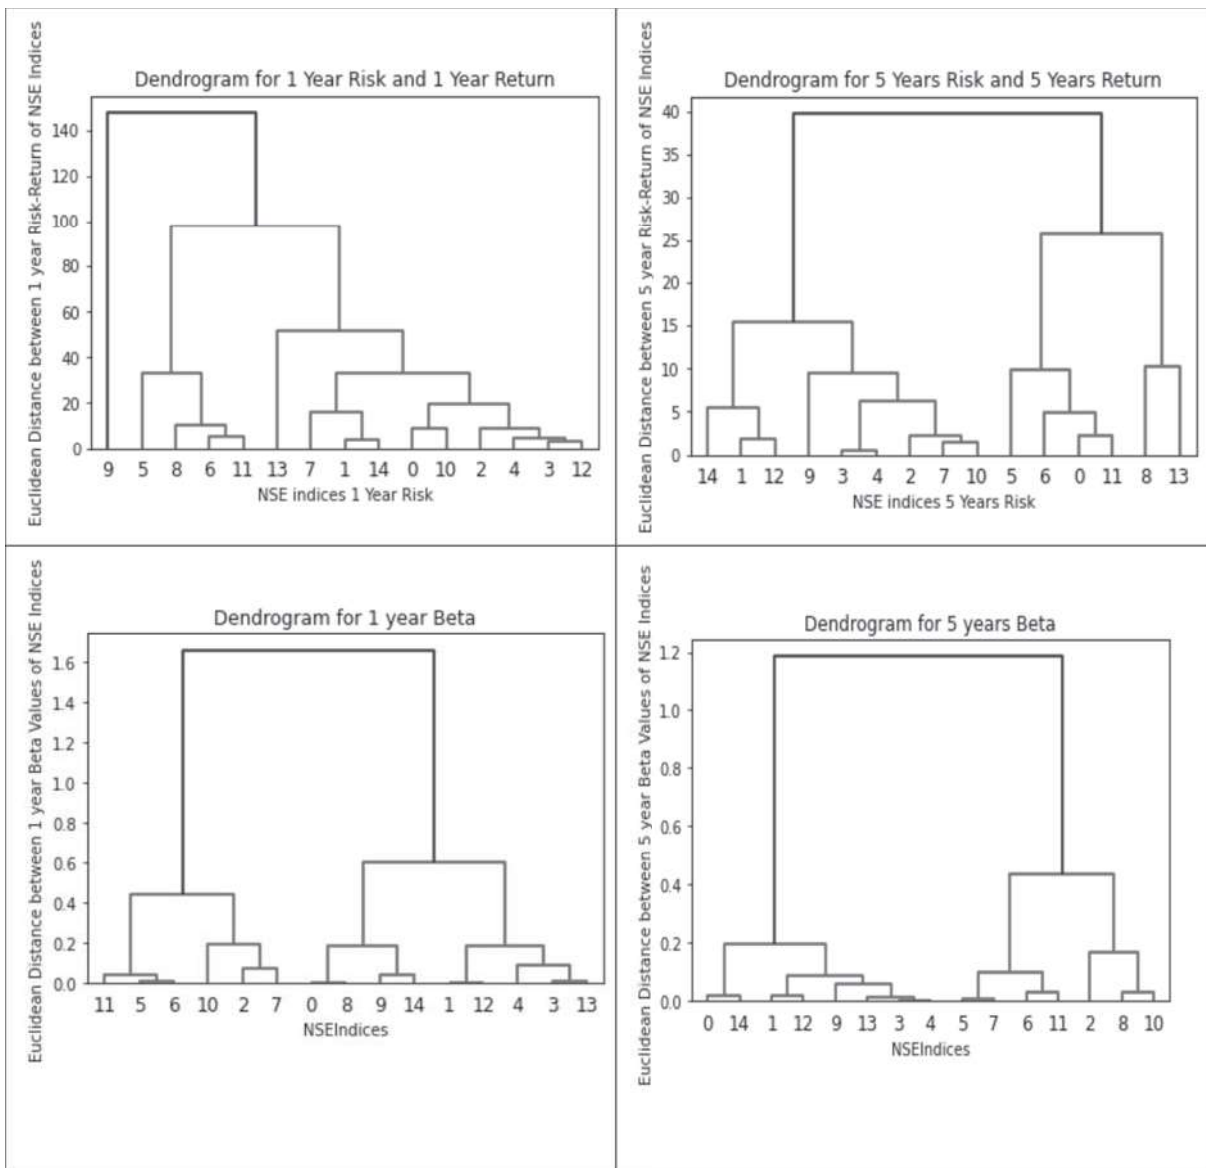 Dendrogram for 1 Year Risk and 1 Year Return
Euclidean Distance between 1 year Risk-Return of NSE Indices
140
120
100
80
60
40
20
0
9 5 8 6 11 13 7 1 14 0 10 2 4 3 12
NSE indices 1 Year Risk
Dendrogram for 5 Years Risk and 5 Years Return
Euclidean Distance between 5 year Risk-Return of NSE Indices
40
35
30
25
20
15
10
5
0
14 1 12 9 3 4 2 7 10 5 6 0 11 8 13
NSE indices 5 Years Risk
Dendrogram for 1 year Beta
Euclidean Distance between 1 year Beta Values of NSE Indices
1.6
1.4
1.2
1.0
0.8
0.6
0.4
0.2
0.0
11 5 6 10 2 7 0 8 9 14 1 12 4 3 13
NSEIndices
Dendrogram for 5 years Beta
Euclidean Distance between 5 year Beta Values of NSE Indices
1.2
1.0
0.8
0.6
0.4
0.2
0.0
0 14 1 12 9 13 3 4 5 7 6 11 2 8 10
NSEIndices